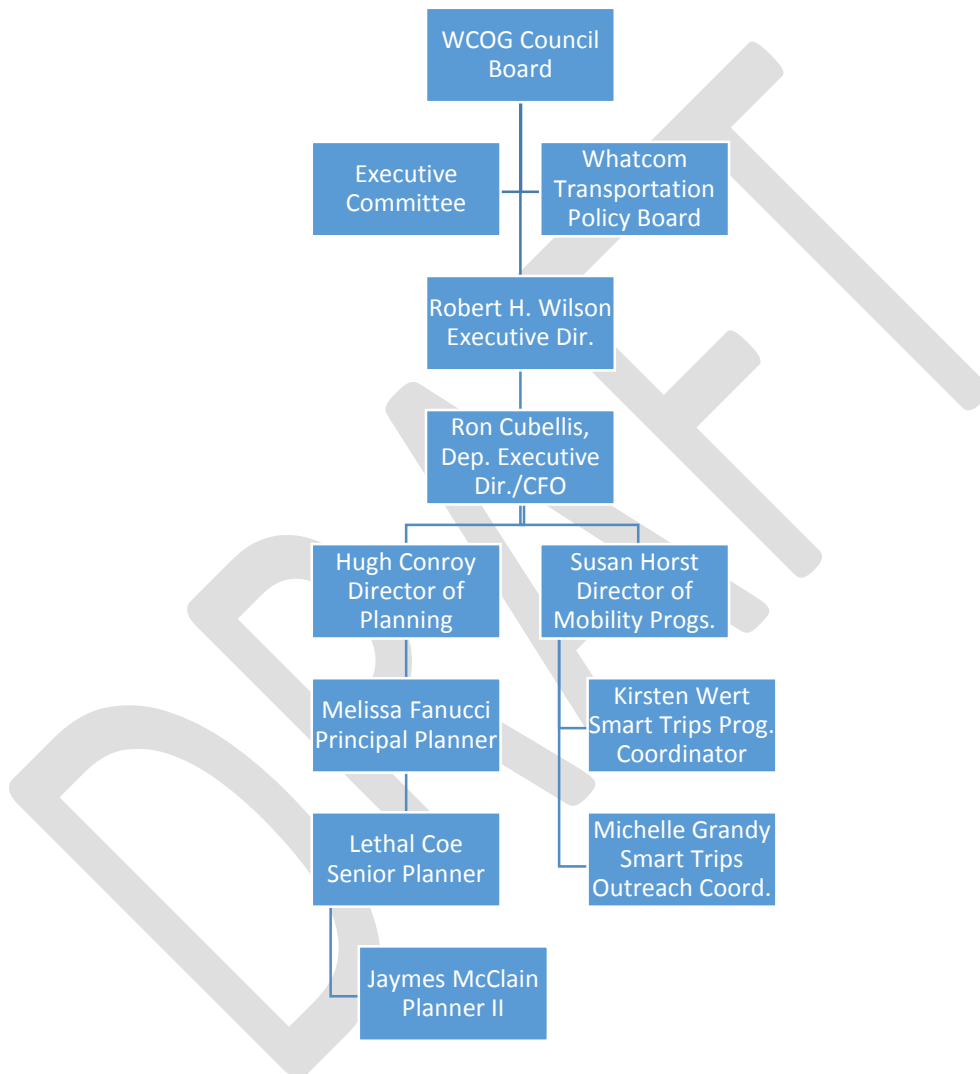 WCOG Council
Board
Executive
Committee
Whatcom
Transportation
Policy Board
Robert H. Wilson
Executive Dir.
Ron Cubellis,
Dep. Executive
Dir./CFO
Hugh Conroy
Director of
Planning
Susan Horst
Director of
Mobility Progs.
Melissa Fanucci
Principal Planner
Kirsten Wert
Smart Trips Prog.
Coordinator
Lethal Coe
Senior Planner
Michelle Grandy
Smart Trips
Outreach Coord.
Jaymes McClain
Planner II
DRAFT